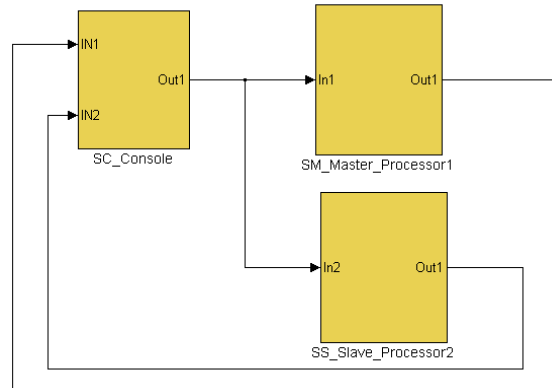 IN1
Out1
IN2
SC_Console
In1
Out1
SM_Master_Processor1
In2
Out1
SS_Slave_Processor2